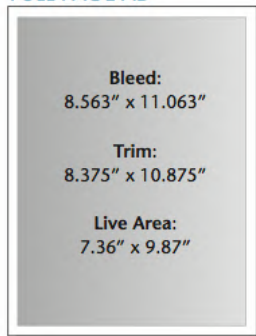 Bleed:
8.563” x 11.063”
Trim:
8.375” x 10.875”
Live Area:
7.36” x 9.87”